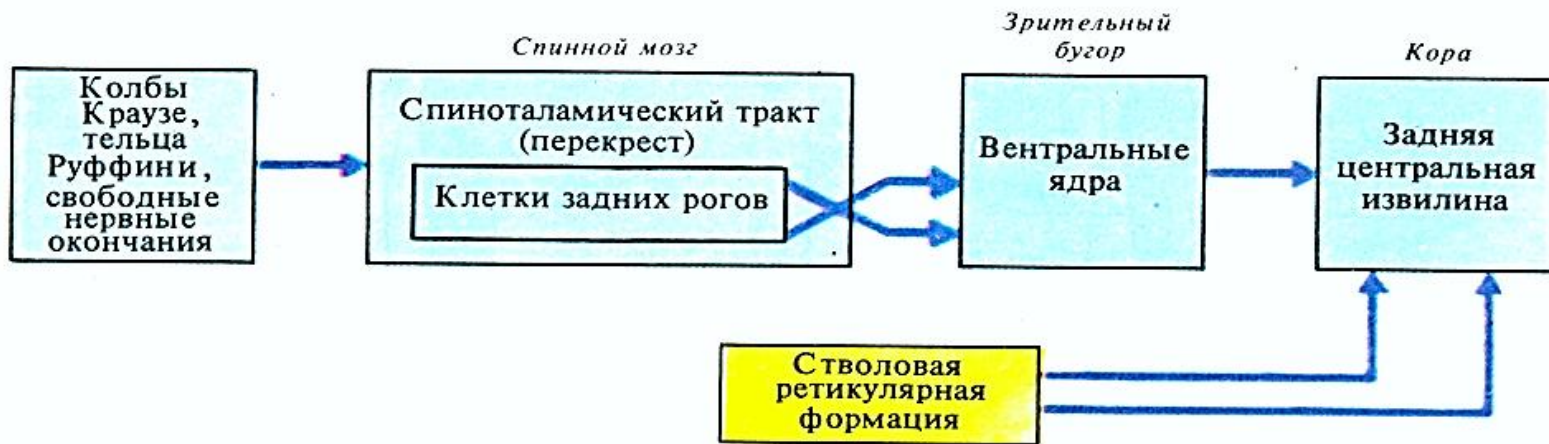 Спинной мозг
Зрительный
бугор
Кора
Колбы
Краузе,
тельца
Руффини,
свободные
нервные
окончания
Спиноталамический тракт
(перекрест)
Клетки задних рогов
Вентральные
ядра
Задняя
центральная
извилина
Стволовая
ретикулярная
формация